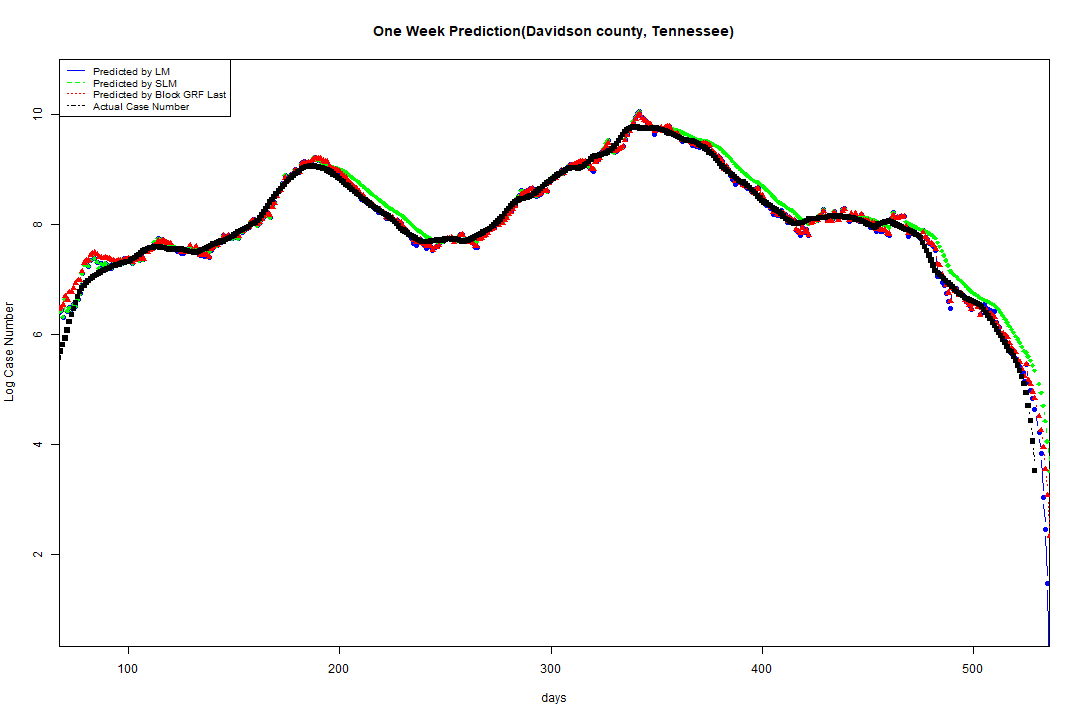 One Week Prediction(Davidson county, Tennessee)
Predicted by LM
Predicted by SLM
Predicted by Block GRF Last
Actual Case Number
10
8
6
4
2
Log Case Number
100 200 300 400 500
days